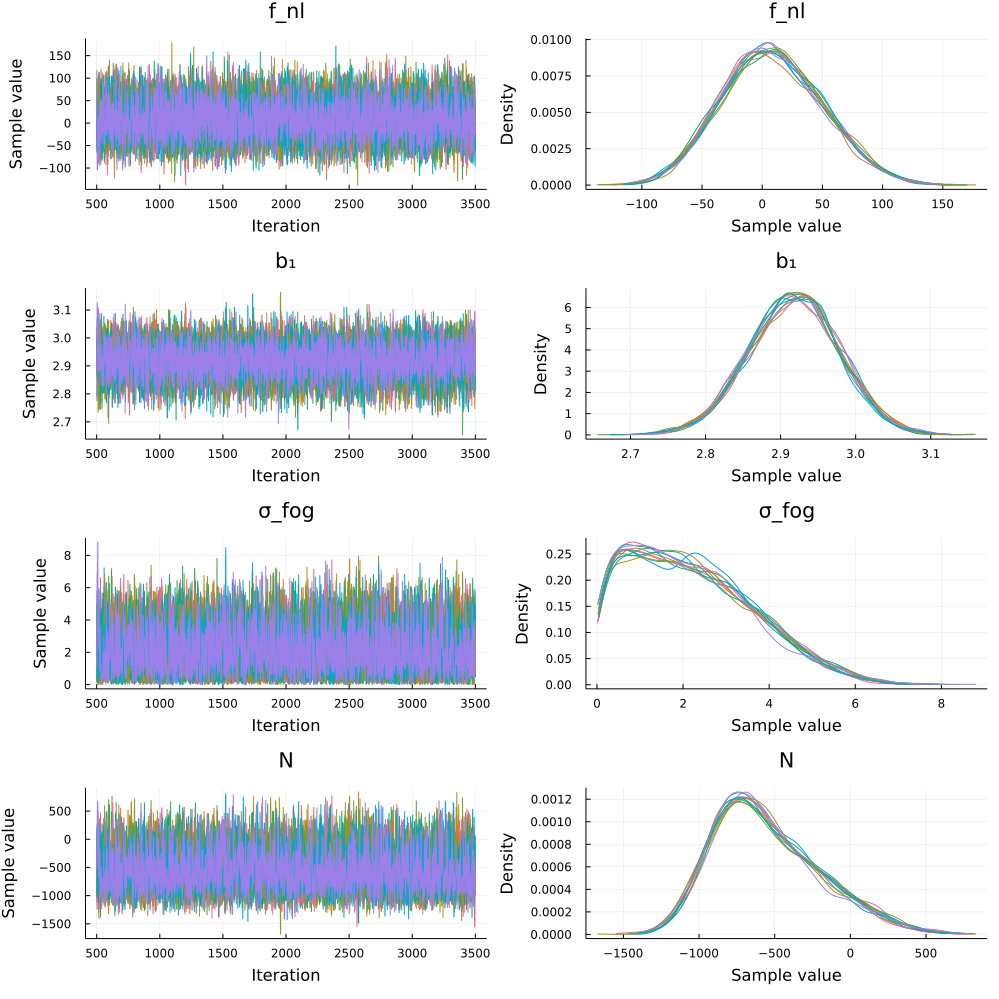 f_nl
f_nl
Sample value
150
100
50
0
−50
−100
500 1000 1500 2000 2500 3000 3500
Iteration
Density
0.0100
0.0075
0.0050
0.0025
0.0000
−100 −50 0 50 100 150
Sample value
b₁
b₁
Sample value
3.1
3.0
2.9
2.8
2.7
500 1000 1500 2000 2500 3000 3500
Iteration
Density
6
5
4
3
2
1
0
2.7 2.8 2.9 3.0 3.1
Sample value
σ_fog
σ_fog
Sample value
8
6
4
2
0
500 1000 1500 2000 2500 3000 3500
Iteration
Density
0.25
0.20
0.15
0.10
0.05
0.00
0 2 4 6 8
Sample value
N
N
Sample value
500
0
−500
−1000
−1500
500 1000 1500 2000 2500 3000 3500
Iteration
Density
0.0012
0.0010
0.0008
0.0006
0.0004
0.0002
0.0000
−1500 −1000 −500 0 500
Sample value